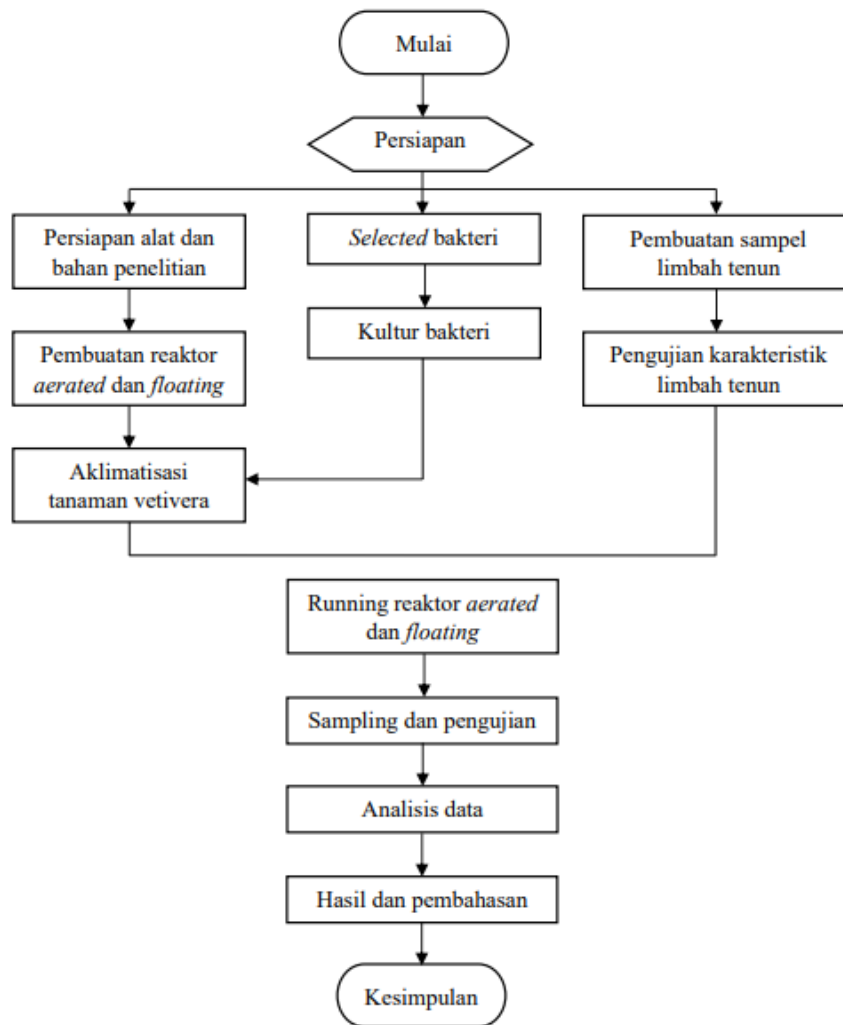 Mulai
Persiapan
Persiapan alat dan
bahan penelitian
Selected bakteri
Pembuatan sampel
limbah tenun
Pembuatan reaktor
aerated dan floating
Kultur bakteri
Pengujian karakteristik
limbah tenun
Aklimatisasi
tanaman vetivera
Running reaktor aerated
dan floating
Sampling dan pengujian
Analisis data
Hasil dan pembahasan
Kesimpulan